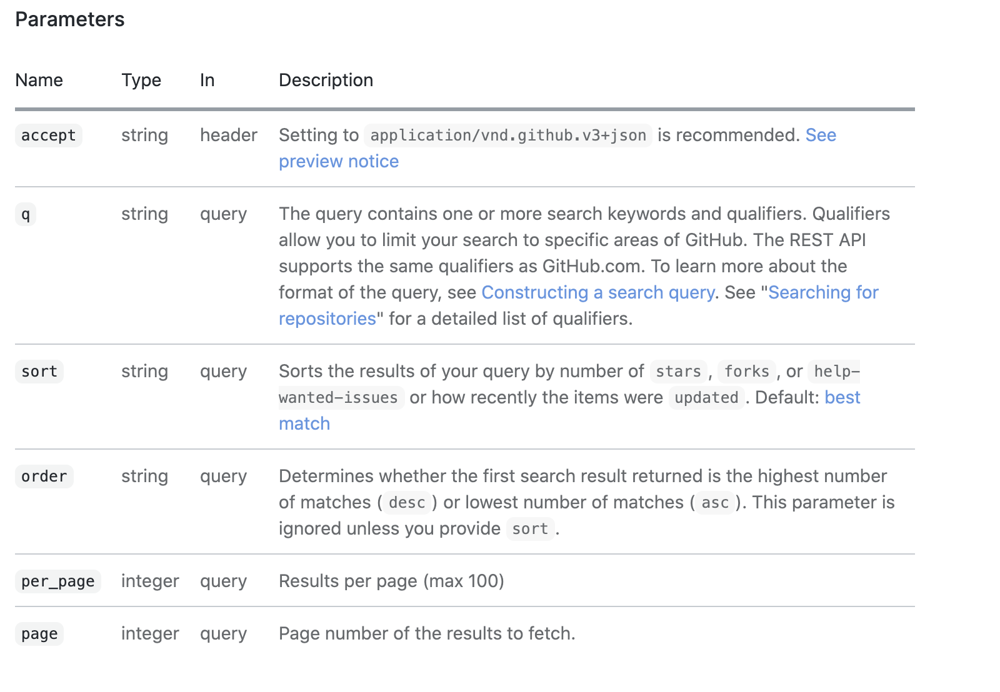 Parameters
Name Type In Description
accept string header Setting to application/vnd.github.v3+json is recommended. See
preview notice
q string query The query contains one or more search keywords and qualifiers. Qualifiers
allow you to limit your search to specific areas of GitHub. The REST API
supports the same qualifiers as GitHub.com. To learn more about the
format of the query, see Constructing a search query. See "Searching for
repositories" for a detailed list of qualifiers.
sort string query Sorts the results of your query by number of stars, forks, or help-
wanted-issues or how recently the items were updated. Default: best
match
order string query Determines whether the first search result returned is the highest number
of matches (desc) or lowest number of matches (asc). This parameter is
ignored unless you provide sort.
per_page integer query Results per page (max 100)
page integer query Page number of the results to fetch.